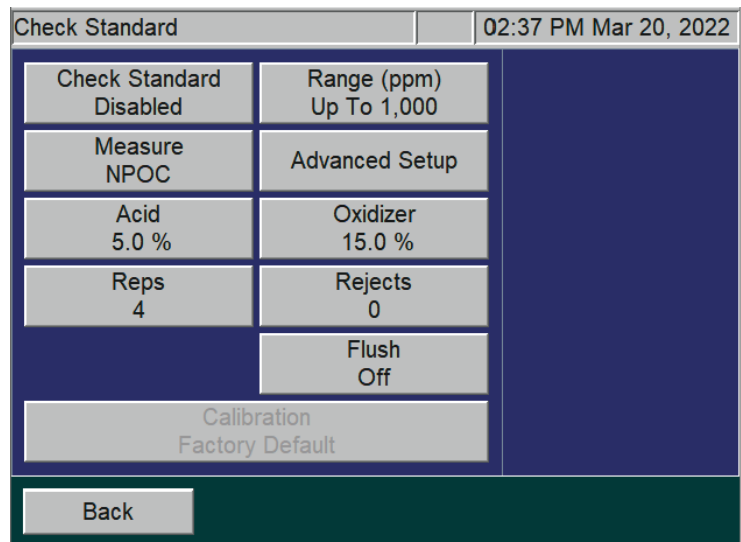 Check Standard
02:37 PM Mar 20, 2022
Check Standard
Disabled
Range (ppm)
Up To 1,000
Measure
NPOC
Advanced Setup
Acid
5.0 %
Oxidizer
15.0 %
Reps
4
Rejects
0
Flush
Off
Calibration
Factory Default
Back